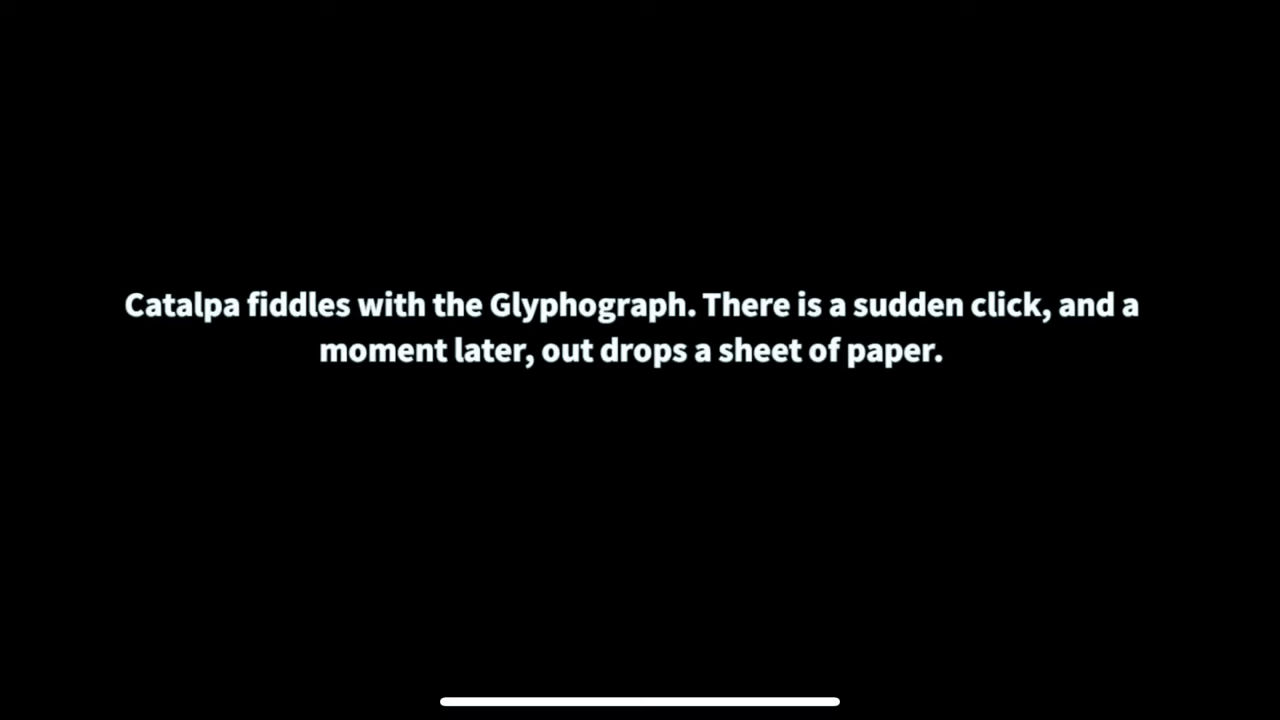 Catalpa fiddles with the Glyphograph. There is a sudden click, and a
moment later, out drops a sheet of paper.